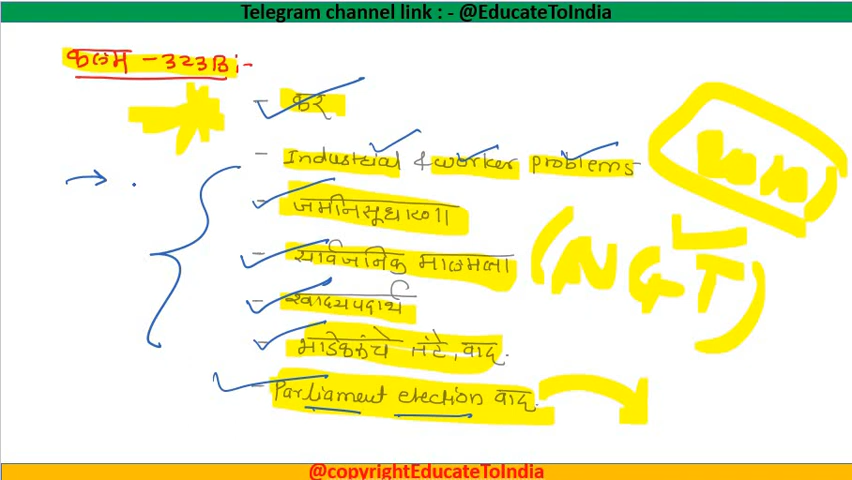 Telegram channel link : - @EducateToIndia
कलम - 323B :-
- कर
- Industrial & worker problems
2010
- जमीनसुधारणा
- सार्वजनिक मालमत्ता
(NGT)
- खाद्यपदार्थ
- भाडेकरुंचे तंटे, वाद.
- Parliament election वाद.
@copyrightEducateToIndia